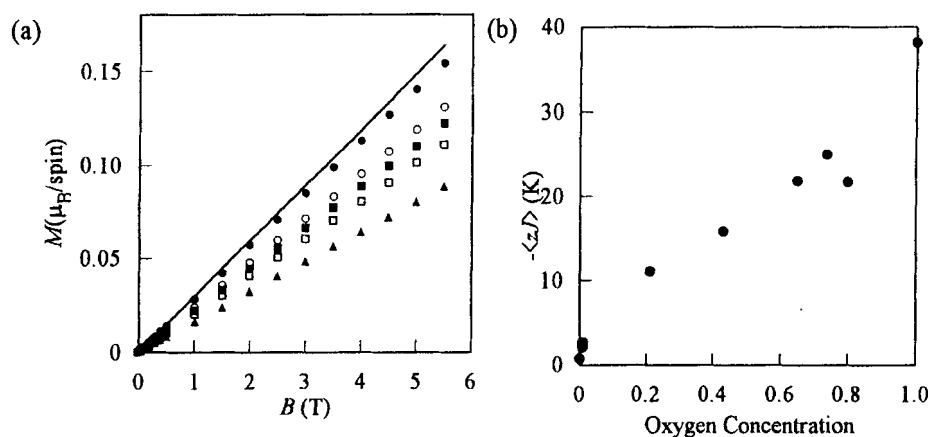 (a)
M(μB/spin)
0.15
0.10
0.05
0
0 1 2 3 4 5 6
B (T)
(b)
-<zJ> (K)
40
30
20
10
0
0.0 0.2 0.4 0.6 0.8 1.0
Oxygen Concentration